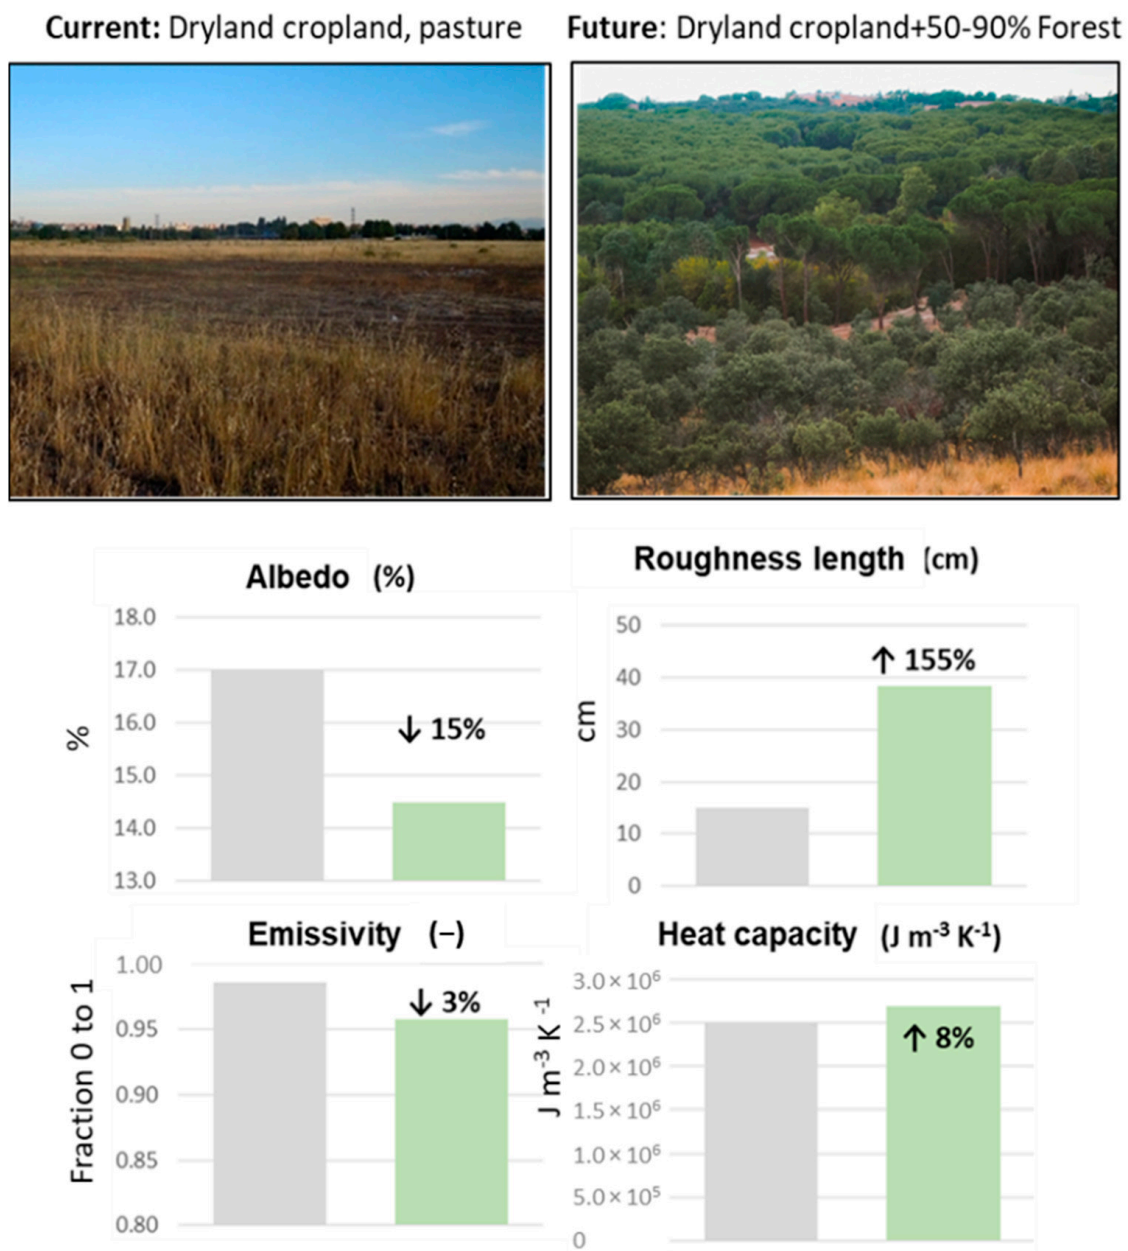 Current: Dryland cropland, pasture
Future: Dryland cropland+50-90% Forest
Albedo (%)
18.0
17.0
16.0
15.0
14.0
13.0
%
↓ 15%
Roughness length (cm)
50
40
30
20
10
0
cm
↑ 155%
Emissivity (–)
1.00
0.95
0.90
0.85
0.80
Fraction 0 to 1
↓ 3%
Heat capacity (J m⁻³ K⁻¹)
3.0 × 10⁶
2.5 × 10⁶
2.0 × 10⁶
1.5 × 10⁶
1.0 × 10⁶
5.0 × 10⁵
0
J m⁻³ K ⁻¹
↑ 8%